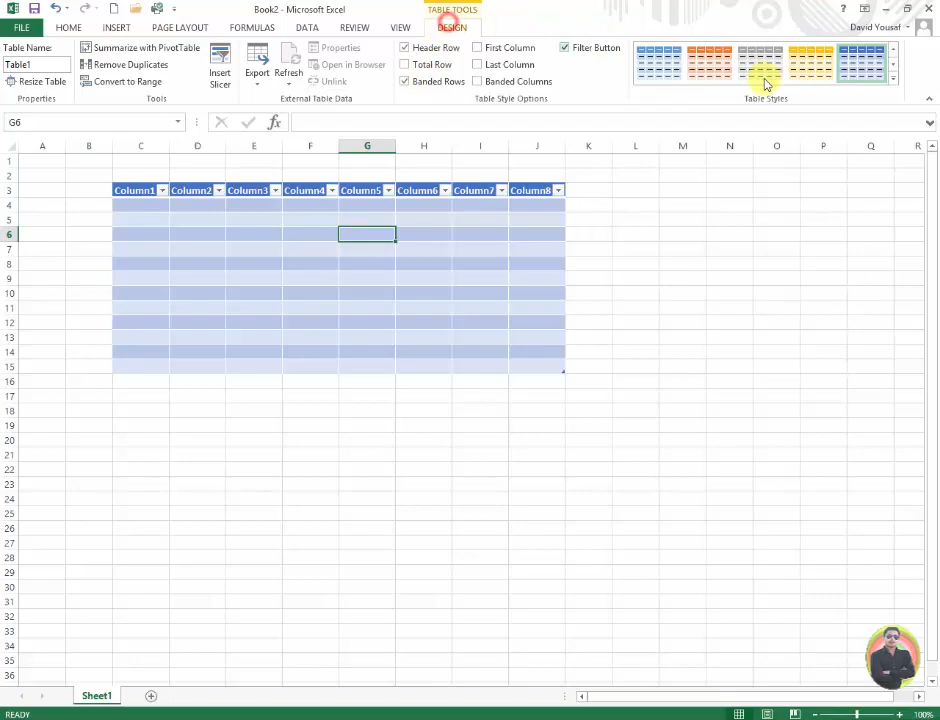 Book2 - Microsoft Excel
TABLE TOOLS
?
FILE
HOME
INSERT
PAGE LAYOUT
FORMULAS
DATA
REVIEW
VIEW
DESIGN
David Yousaf
Table Name:
Table1
Resize Table
Properties
Summarize with PivotTable
Remove Duplicates
Convert to Range
Tools
Insert
Slicer
Export
Refresh
Properties
Open in Browser
Unlink
External Table Data
Header Row
Total Row
Banded Rows
First Column
Last Column
Banded Columns
Filter Button
Table Style Options
Table Styles
G6
fx
A B C D E F G H I J K L M N O P Q R
1
2
3 Column1 Column2 Column3 Column4 Column5 Column6 Column7 Column8
4
5
6
7
8
9
10
11
12
13
14
15
16
17
18
19
20
21
22
23
24
25
26
27
28
29
30
31
32
33
34
35
36
Sheet1
READY
100%